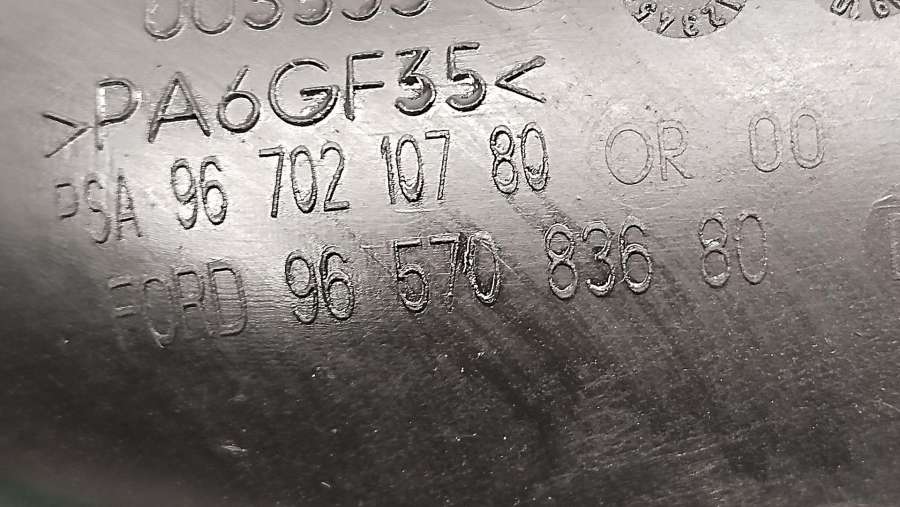 >PA6GF35<
PSA 96 702 107 80 OR .00
FORD 96 570 836 80